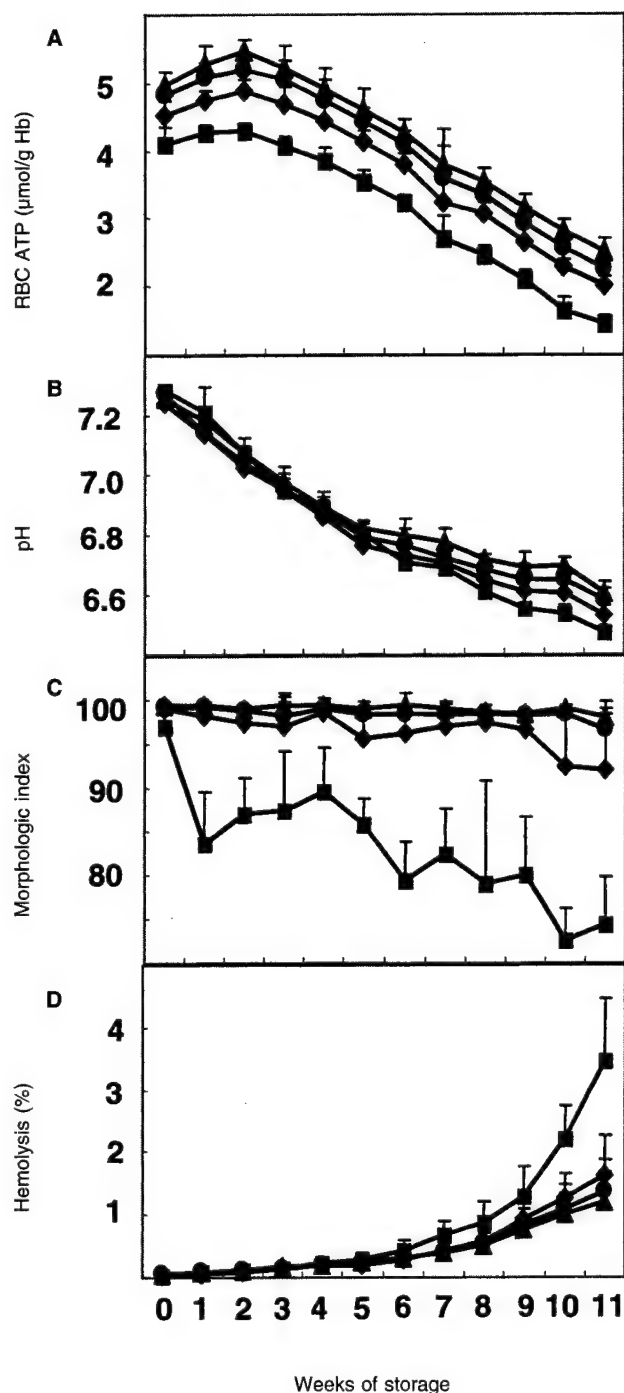 A
RBC ATP (μmol/g Hb)
5
4
3
2
B
pH
7.2
7.0
6.8
6.6
C
Morphologic index
100
90
80
D
Hemolysis (%)
4
3
2
1
0 1 2 3 4 5 6 7 8 9 10 11
Weeks of storage